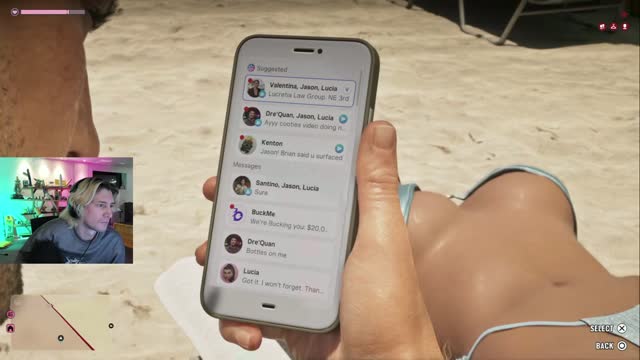 Suggested
Valentina, Jason, Lucia
Lucretia Law Group. NE 3rd
Dre'Quan, Jason, Lucia
Ayyy cooties video doing n...
Kenton
Jason! Brian said u surfaced
Messages
Santino, Jason, Lucia
Sure
BuckMe
We're Bucking you: $20.0...
Dre'Quan
Bottles on me
Lucia
Got it. I won't forget. Than...
SELECT
BACK